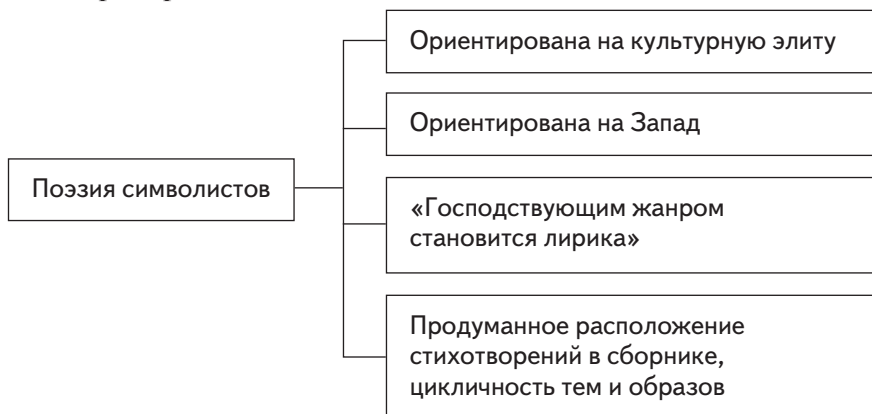 Ориентирована на культурную элиту
Ориентирована на Запад
Поэзия символистов
«Господствующим жанром
становится лирика»
Продуманное расположение
стихотворений в сборнике,
цикличность тем и образов